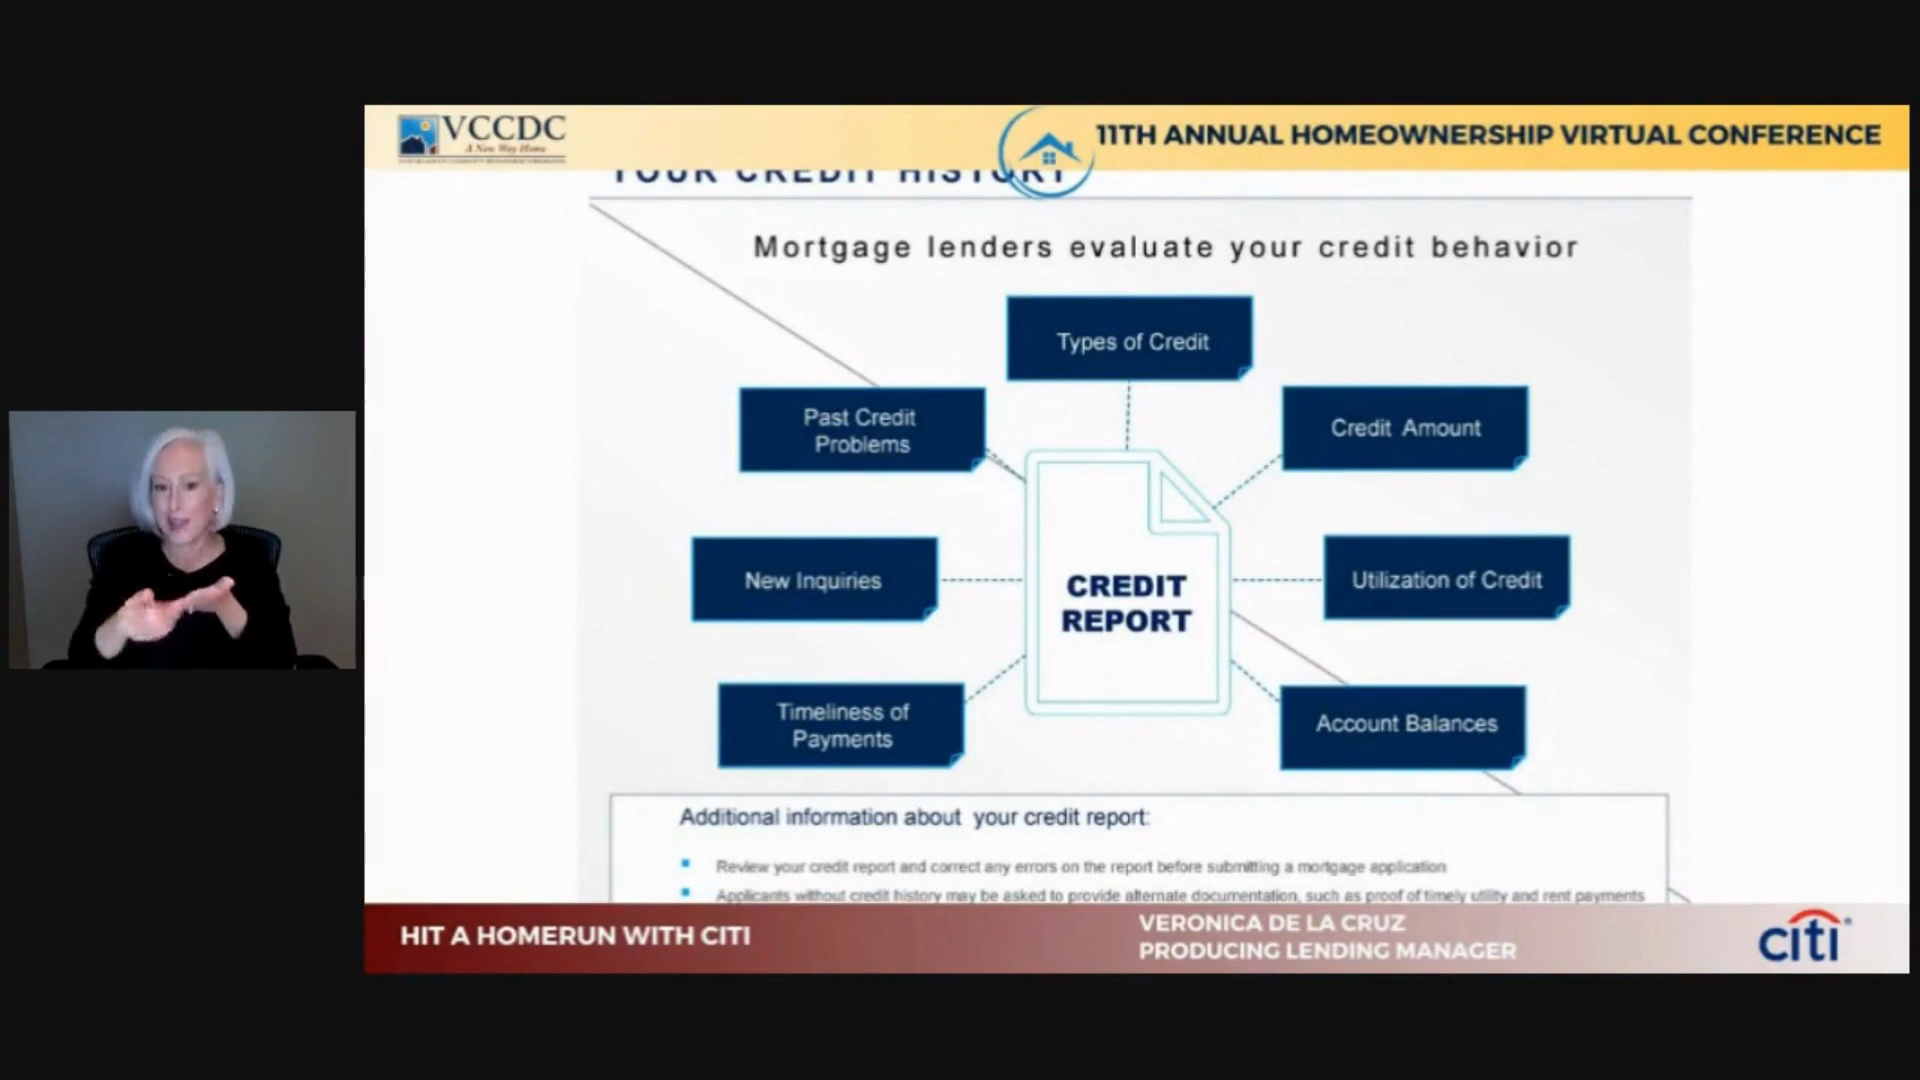 VCCDC
A New Way Home
11TH ANNUAL HOMEOWNERSHIP VIRTUAL CONFERENCE
YOUR CREDIT HISTORY
Mortgage lenders evaluate your credit behavior
Types of Credit
Past Credit
Problems
Credit Amount
New Inquiries
CREDIT
REPORT
Utilization of Credit
Timeliness of
Payments
Account Balances
Additional information about your credit report:
Review your credit report and correct any errors on the report before submitting a mortgage application
Applicants without credit history may be asked to provide alternate documentation, such as proof of timely utility and rent payments
HIT A HOMERUN WITH CITI
VERONICA DE LA CRUZ
PRODUCING LENDING MANAGER
citi